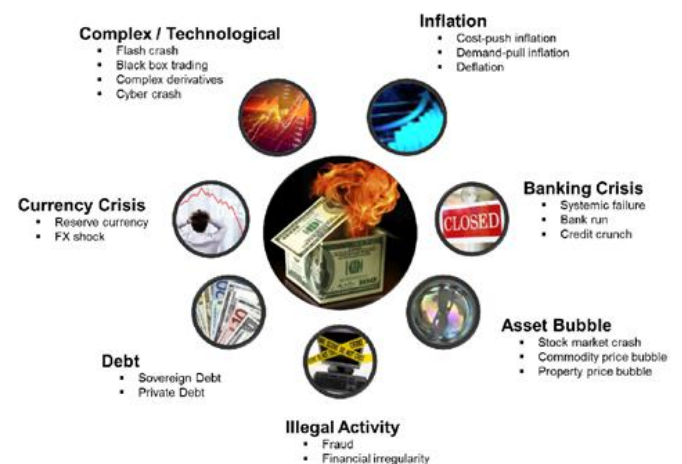 Complex / Technological
▪ Flash crash
▪ Black box trading
▪ Complex derivatives
▪ Cyber crash
Inflation
▪ Cost-push inflation
▪ Demand-pull inflation
▪ Deflation
Currency Crisis
▪ Reserve currency
▪ FX shock
Banking Crisis
▪ Systemic failure
▪ Bank run
▪ Credit crunch
CLOSED
Debt
▪ Sovereign Debt
▪ Private Debt
Asset Bubble
▪ Stock market crash
▪ Commodity price bubble
▪ Property price bubble
Illegal Activity
▪ Fraud
▪ Financial irregularity